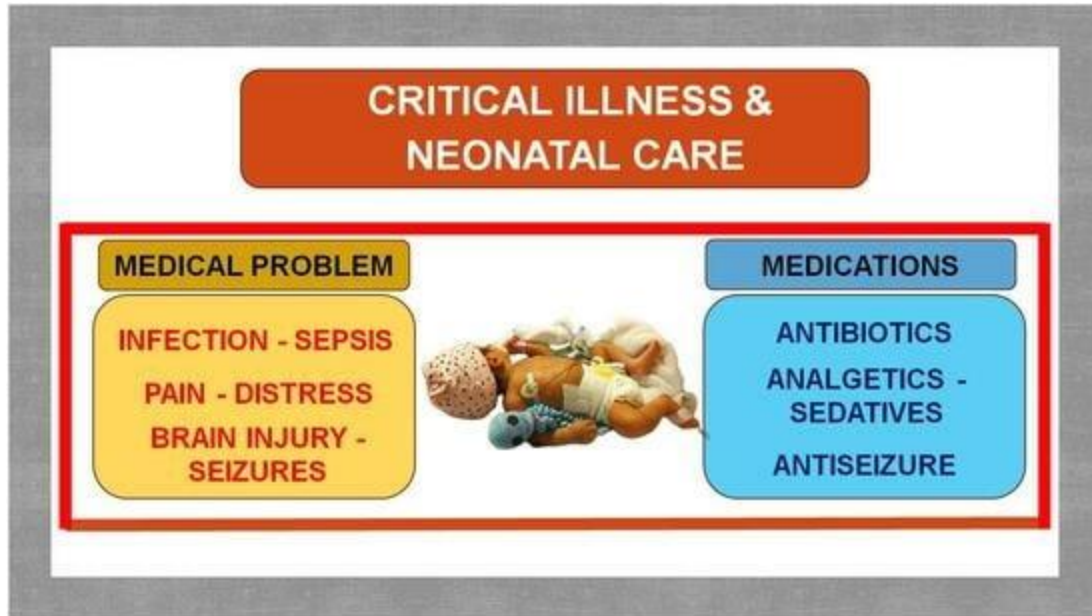 CRITICAL ILLNESS &
NEONATAL CARE
MEDICAL PROBLEM
INFECTION - SEPSIS
PAIN - DISTRESS
BRAIN INJURY -
SEIZURES
MEDICATIONS
ANTIBIOTICS
ANALGETICS -
SEDATIVES
ANTISEIZURE